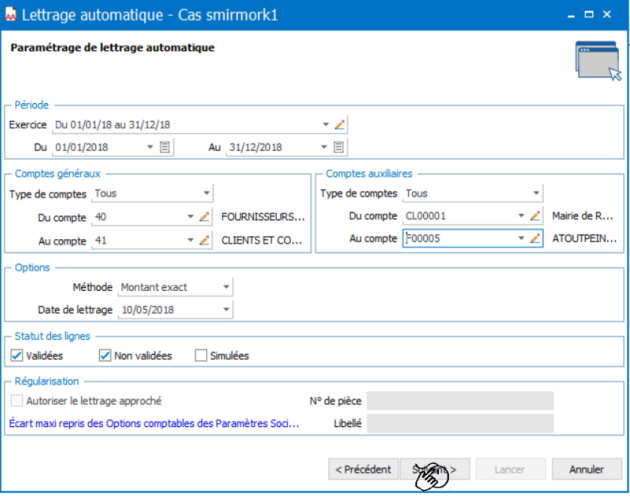 Lettrage automatique - Cas smirmork1
Paramétrage de lettrage automatique
Période
Exercice Du 01/01/18 au 31/12/18
Du 01/01/2018 Au 31/12/2018
Comptes généraux
Type de comptes Tous
Du compte 40 FOURNISSEURS...
Au compte 41 CLIENTS ET CO...
Comptes auxiliaires
Type de comptes Tous
Du compte CL00001 Mairie de R...
Au compte F00005 ATOUTPEIN...
Options
Méthode Montant exact
Date de lettrage 10/05/2018
Statut des lignes
Validées Non validées Simulées
Régularisation
Autoriser le lettrage approché N° de pièce
Écart maxi repris des Options comptables des Paramètres Soci... Libellé
< Précédent Suivant > Lancer Annuler